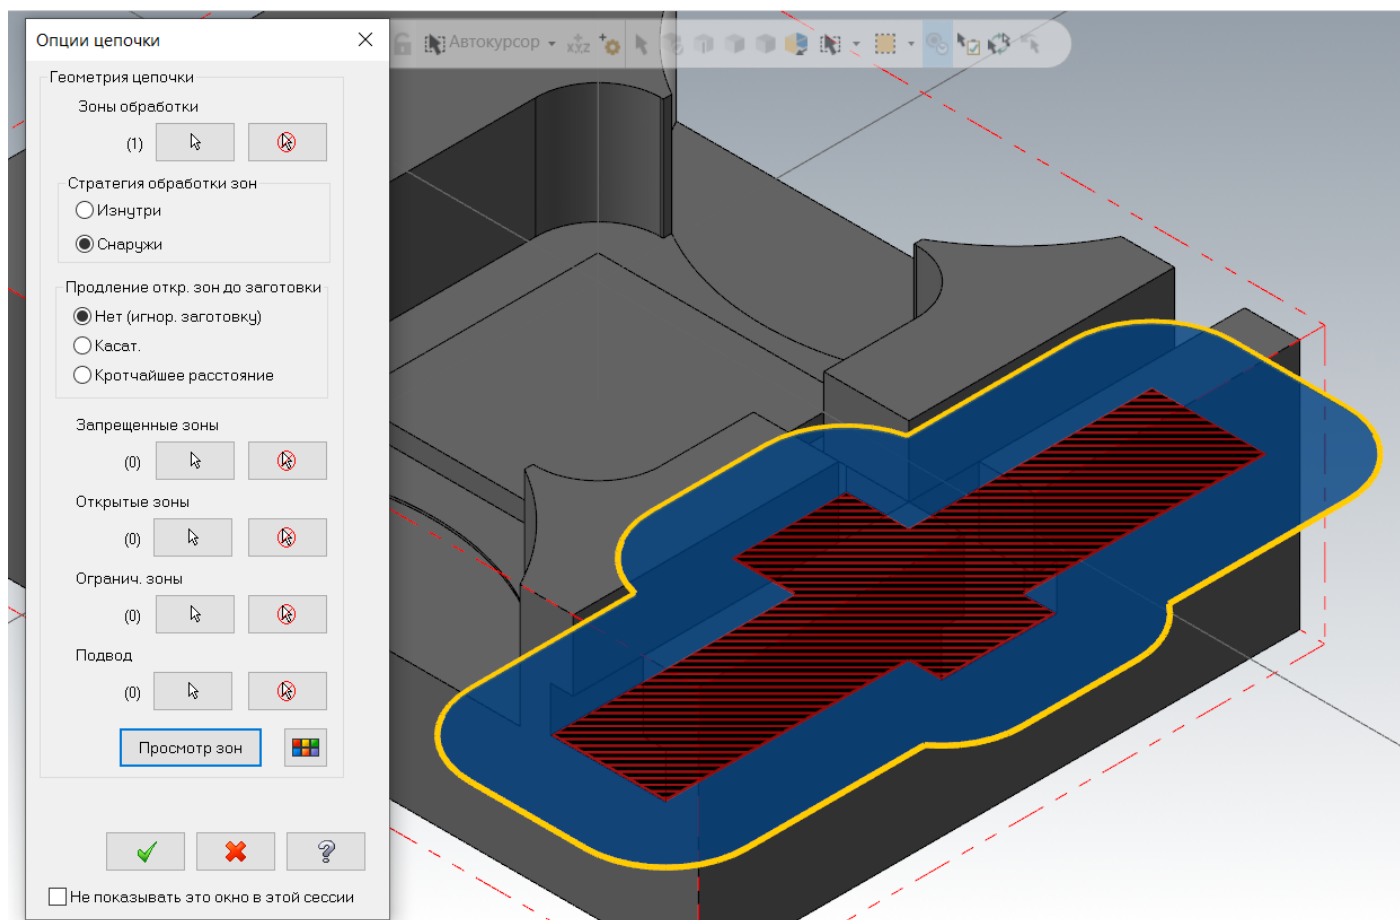 Опции цепочки
Автокурсор
XYZ
Геометрия цепочки
Зоны обработки
(1)
Стратегия обработки зон
Изнутри
Снаружи
Продление откр. зон до заготовки
Нет (игнор. заготовку)
Касат.
Кротчайшее расстояние
Запрещенные зоны
(0)
Открытые зоны
(0)
Огранич. зоны
(0)
Подвод
(0)
Просмотр зон
Не показывать это окно в этой сессии